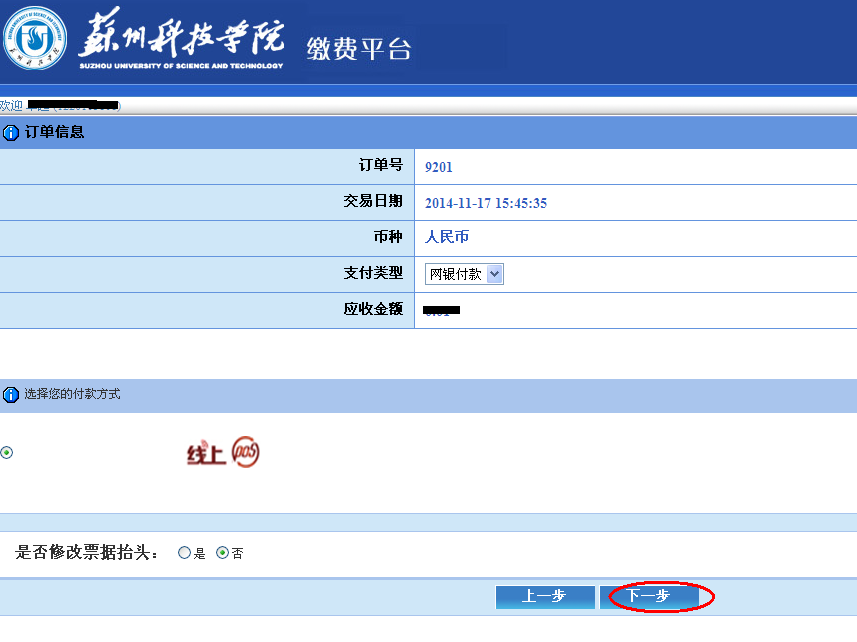 蘇州科技学院
SUZHOU UNIVERSITY OF SCIENCE AND TECHNOLOGY
缴费平台
欢迎
订单信息
订单号 9201
交易日期 2014-11-17 15:45:35
币种 人民币
支付类型 网银付款
应收金额
选择您的付款方式
线上 pos
是否修改票据抬头： 是 否
上一步 下一步